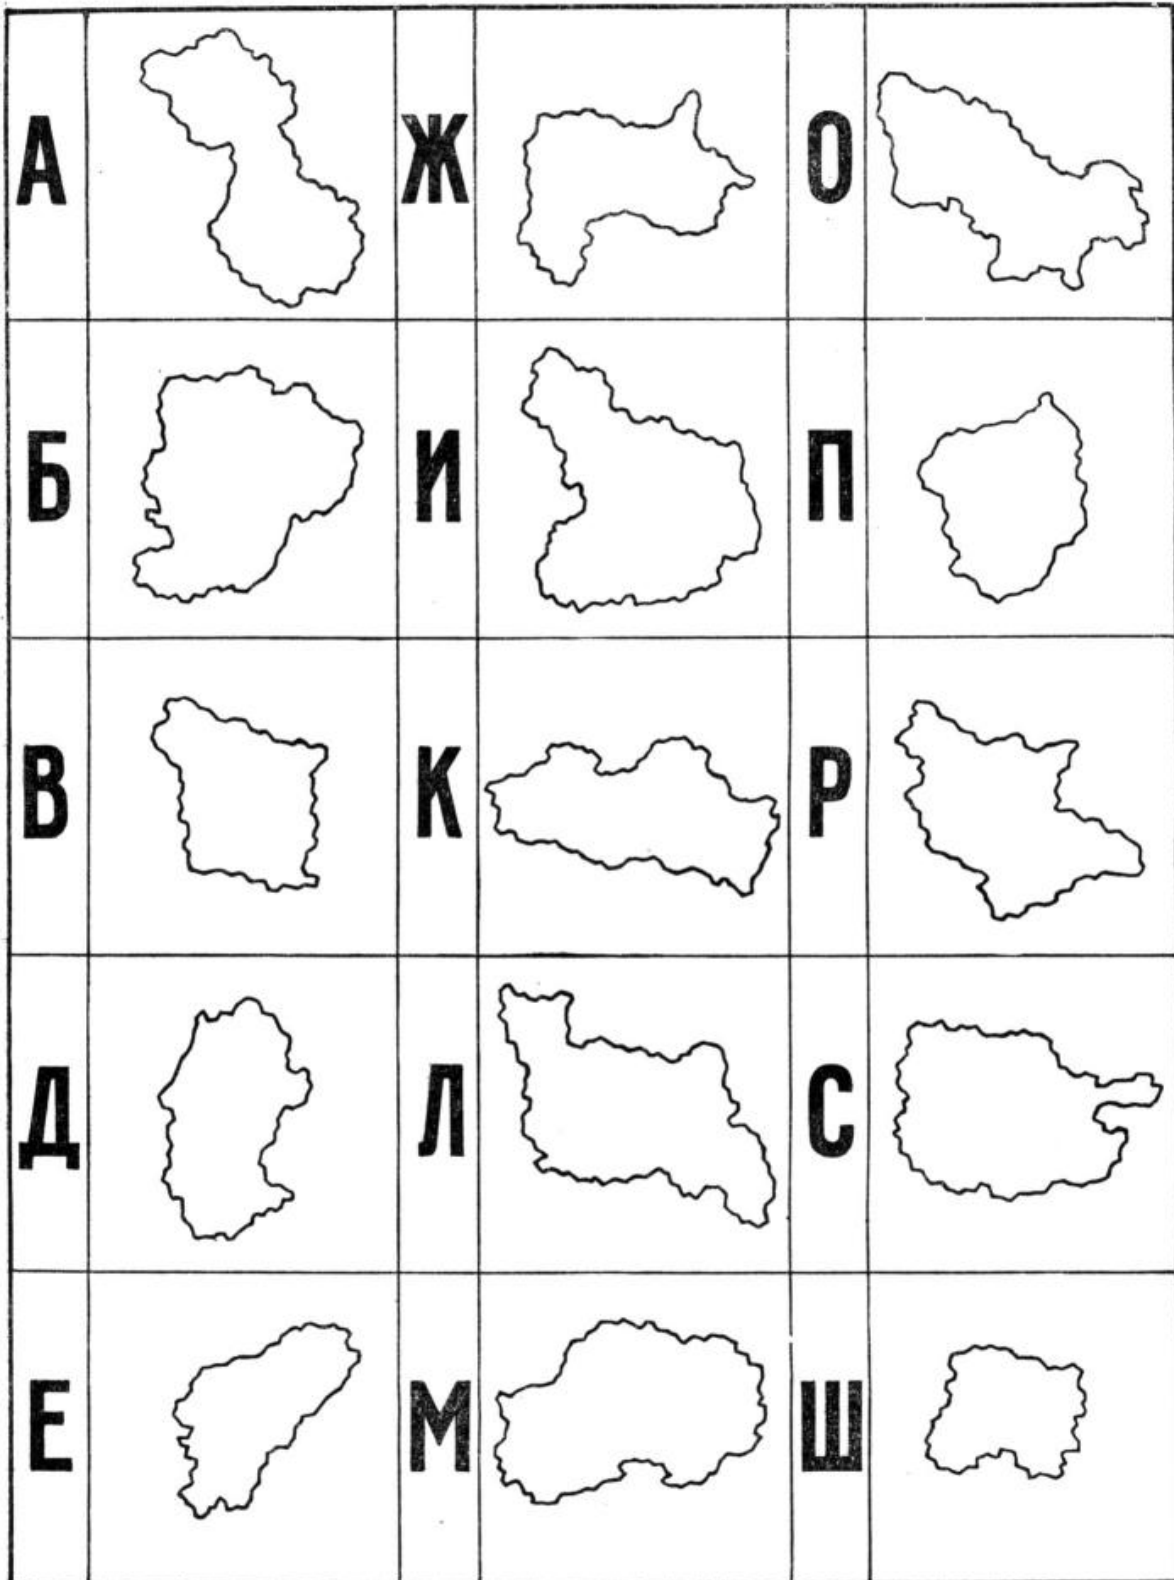 А Ж О
Б И П
В К Р
Д Л С
Е М Ш